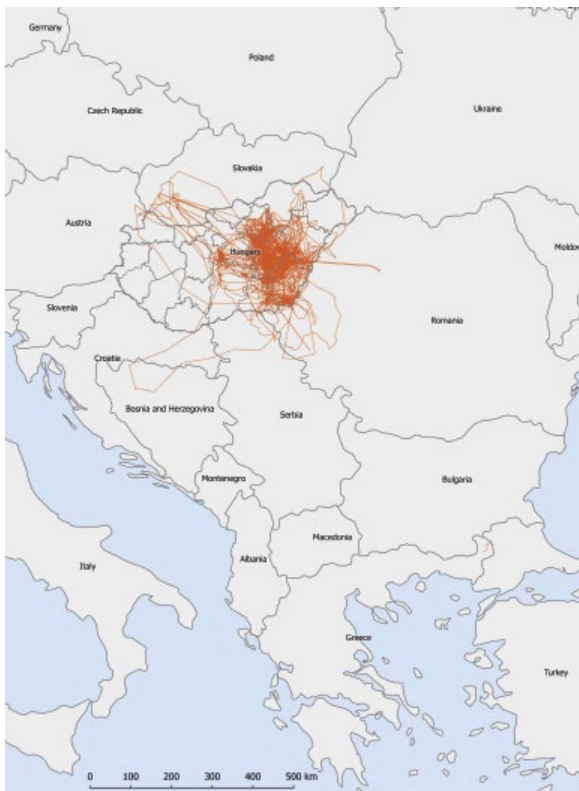 Germany
Poland
Czech Republic
Ukraine
Slovakia
Austria
Moldov
Hungary
Slovenia
Romania
Croatia
Bosnia and Herzegovina
Serbia
Montenegro
Bulgaria
Macedonia
Albania
Italy
Greece
Turkey
0 100 200 300 400 500 km